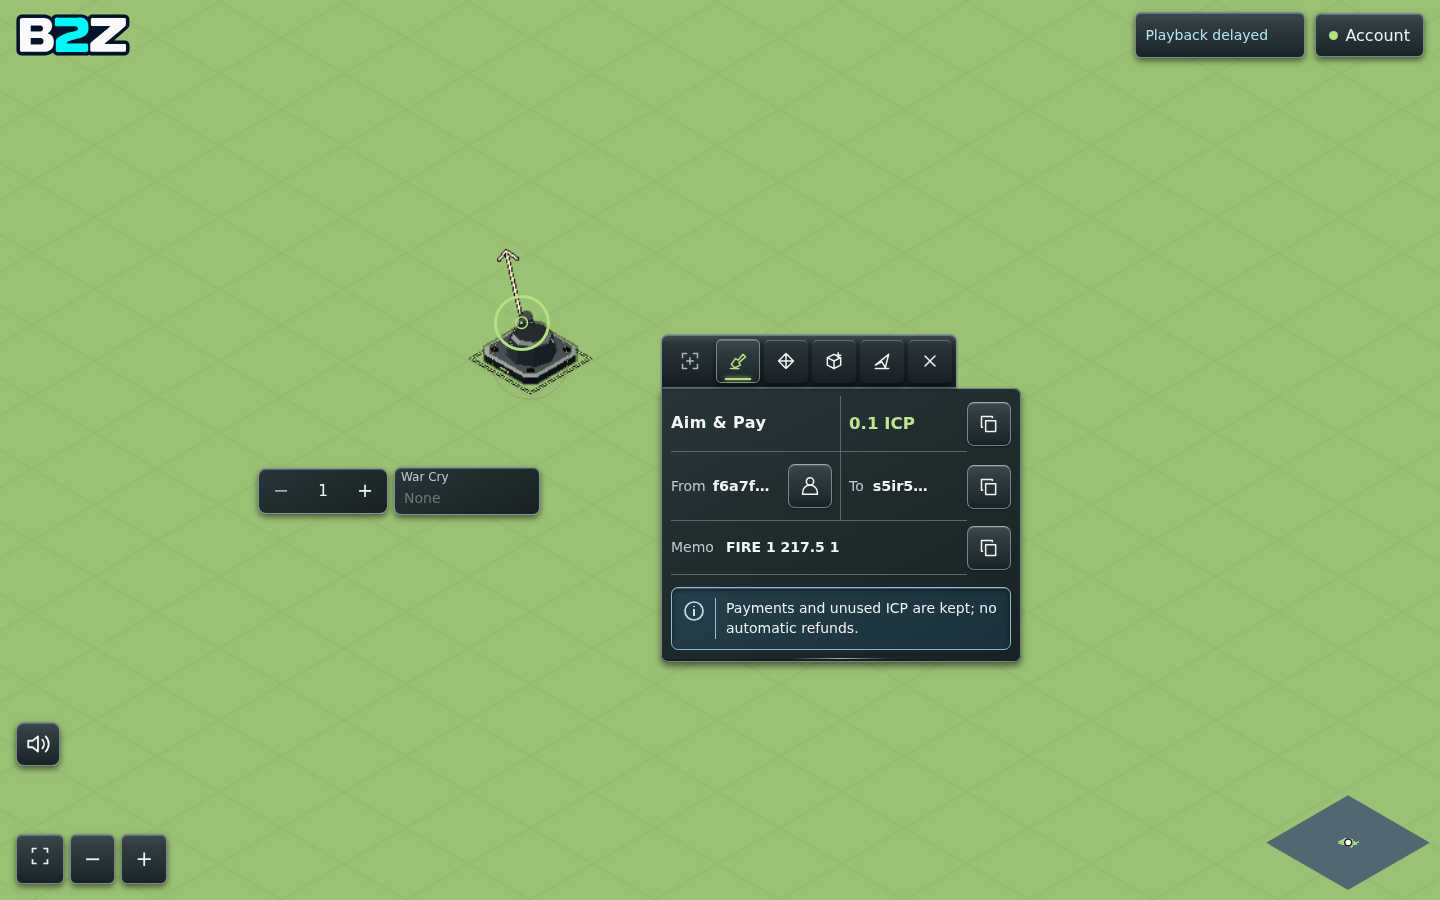 B2Z
Playback delayed
Account
Aim & Pay
0.1 ICP
From f6a7f...
To s5ir5...
1
War Cry
None
Memo FIRE 1 217.5 1
Payments and unused ICP are kept; no
automatic refunds.